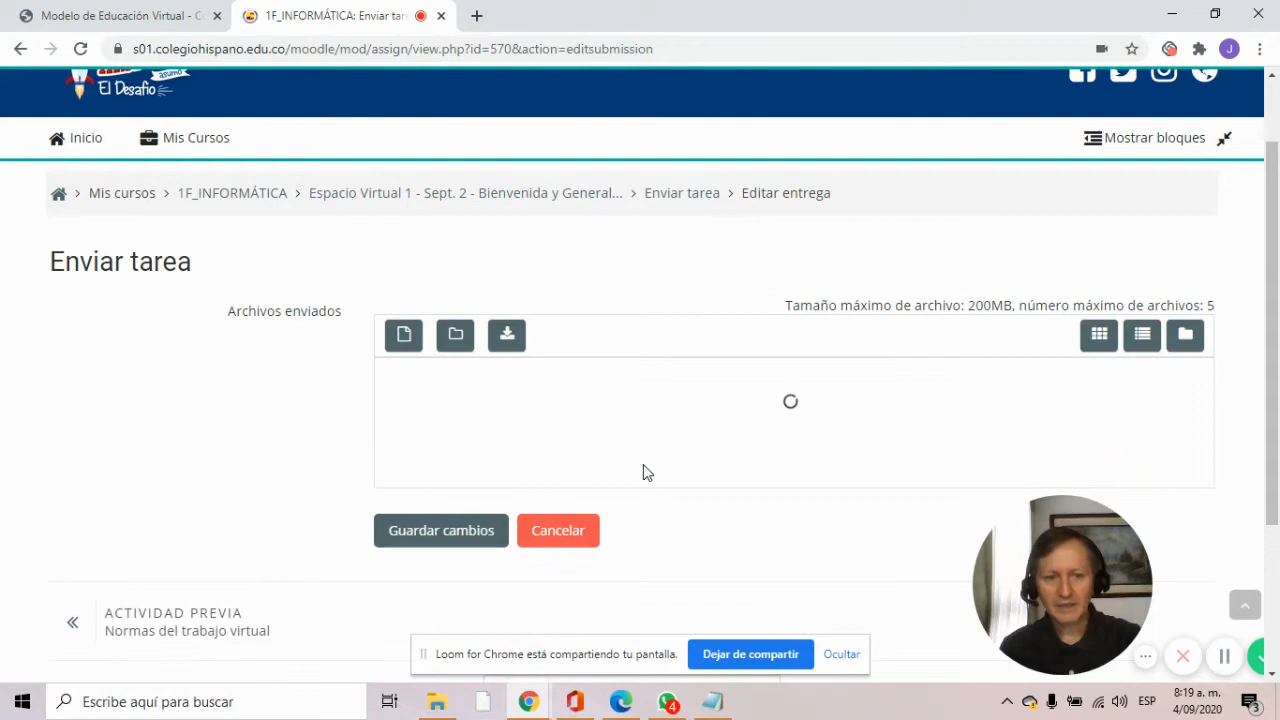 Modelo de Educación Virtual - Co
1F_INFORMÁTICA: Enviar tar
s01.colegiohispano.edu.co/moodle/mod/assign/view.php?id=570&action=editsubmission
J
asumo
El Desafío
Inicio
Mis Cursos
Mostrar bloques
Mis cursos > 1F_INFORMÁTICA > Espacio Virtual 1 - Sept. 2 - Bienvenida y General... > Enviar tarea > Editar entrega
Enviar tarea
Archivos enviados
Tamaño máximo de archivo: 200MB, número máximo de archivos: 5
Guardar cambios
Cancelar
ACTIVIDAD PREVIA
Normas del trabajo virtual
Loom for Chrome está compartiendo tu pantalla.
Dejar de compartir
Ocultar
Escribe aquí para buscar
4
ESP
8:19 a. m.
4/09/2020
3